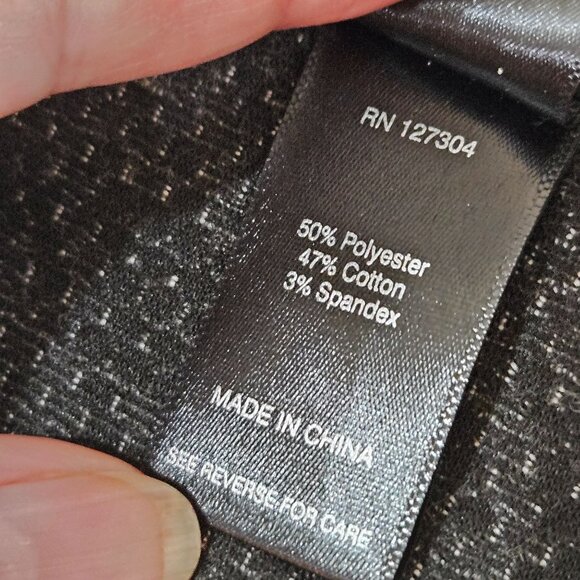 RN 127304
50% Polyester
47% Cotton
3% Spandex
MADE IN CHINA
SEE REVERSE FOR CARE